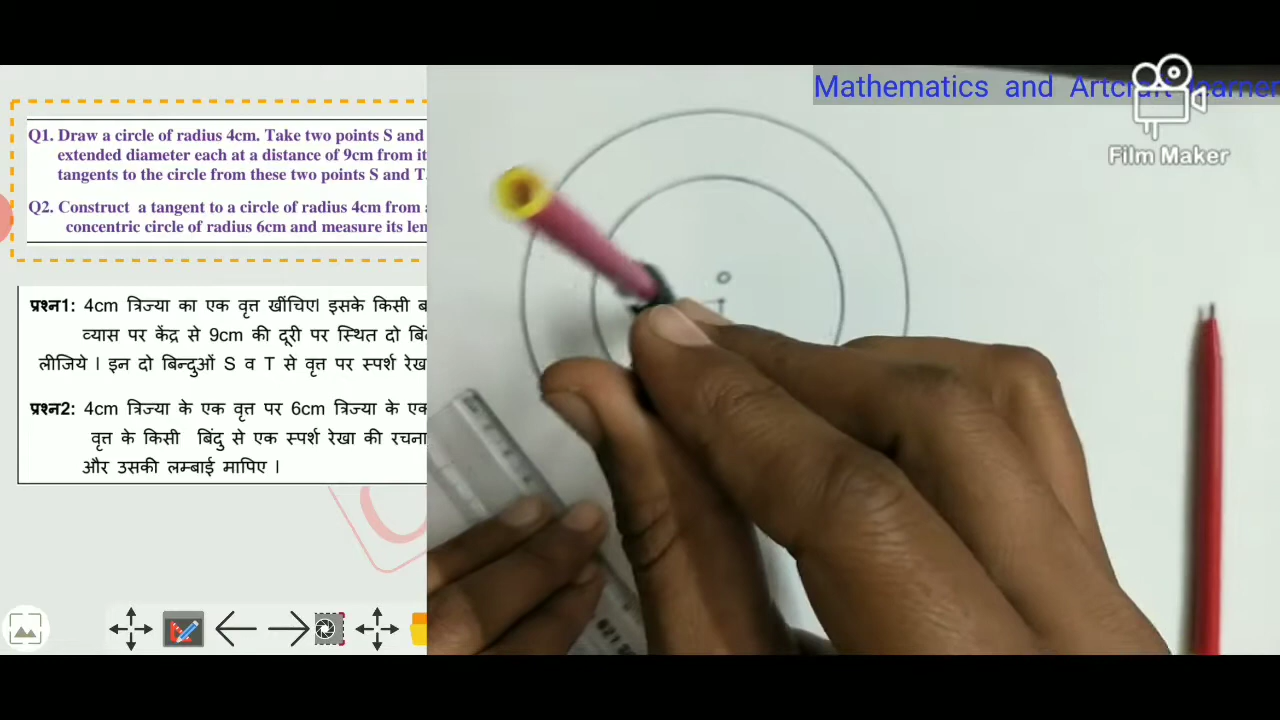 Mathematics and Artcraft learner
Film Maker
Q1. Draw a circle of radius 4cm. Take two points S and
extended diameter each at a distance of 9cm from it
tangents to the circle from these two points S and T.
Q2. Construct a tangent to a circle of radius 4cm from a
concentric circle of radius 6cm and measure its len
प्रश्न1: 4cm त्रिज्या का एक वृत्त खींचिए। इसके किसी ब
व्यास पर केंद्र से 9cm की दूरी पर स्थित दो बिं
लीजिये । इन दो बिन्दुओं S व T से वृत्त पर स्पर्श रेखा
प्रश्न2: 4cm त्रिज्या के एक वृत्त पर 6cm त्रिज्या के एक
वृत्त के किसी बिंदु से एक स्पर्श रेखा की रचना
और उसकी लम्बाई मापिए ।
O